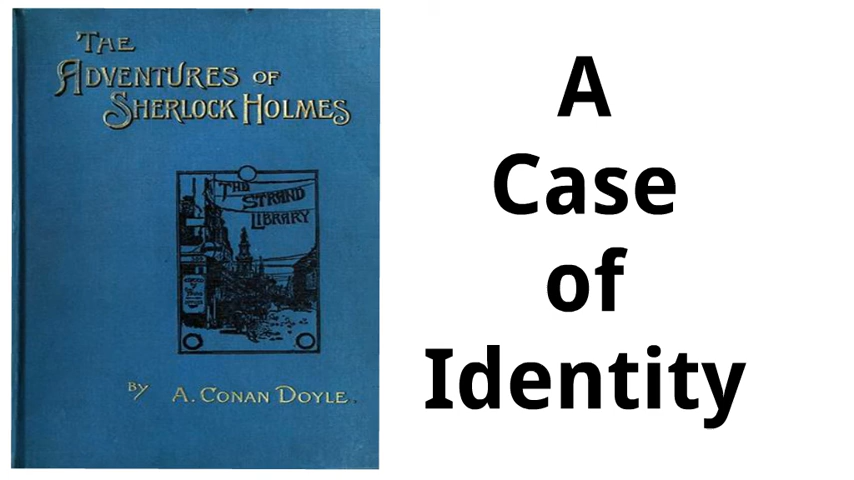 The
Adventures of
Sherlock Holmes
The
Strand
Library
By A. Conan Doyle.
A
Case
of
Identity